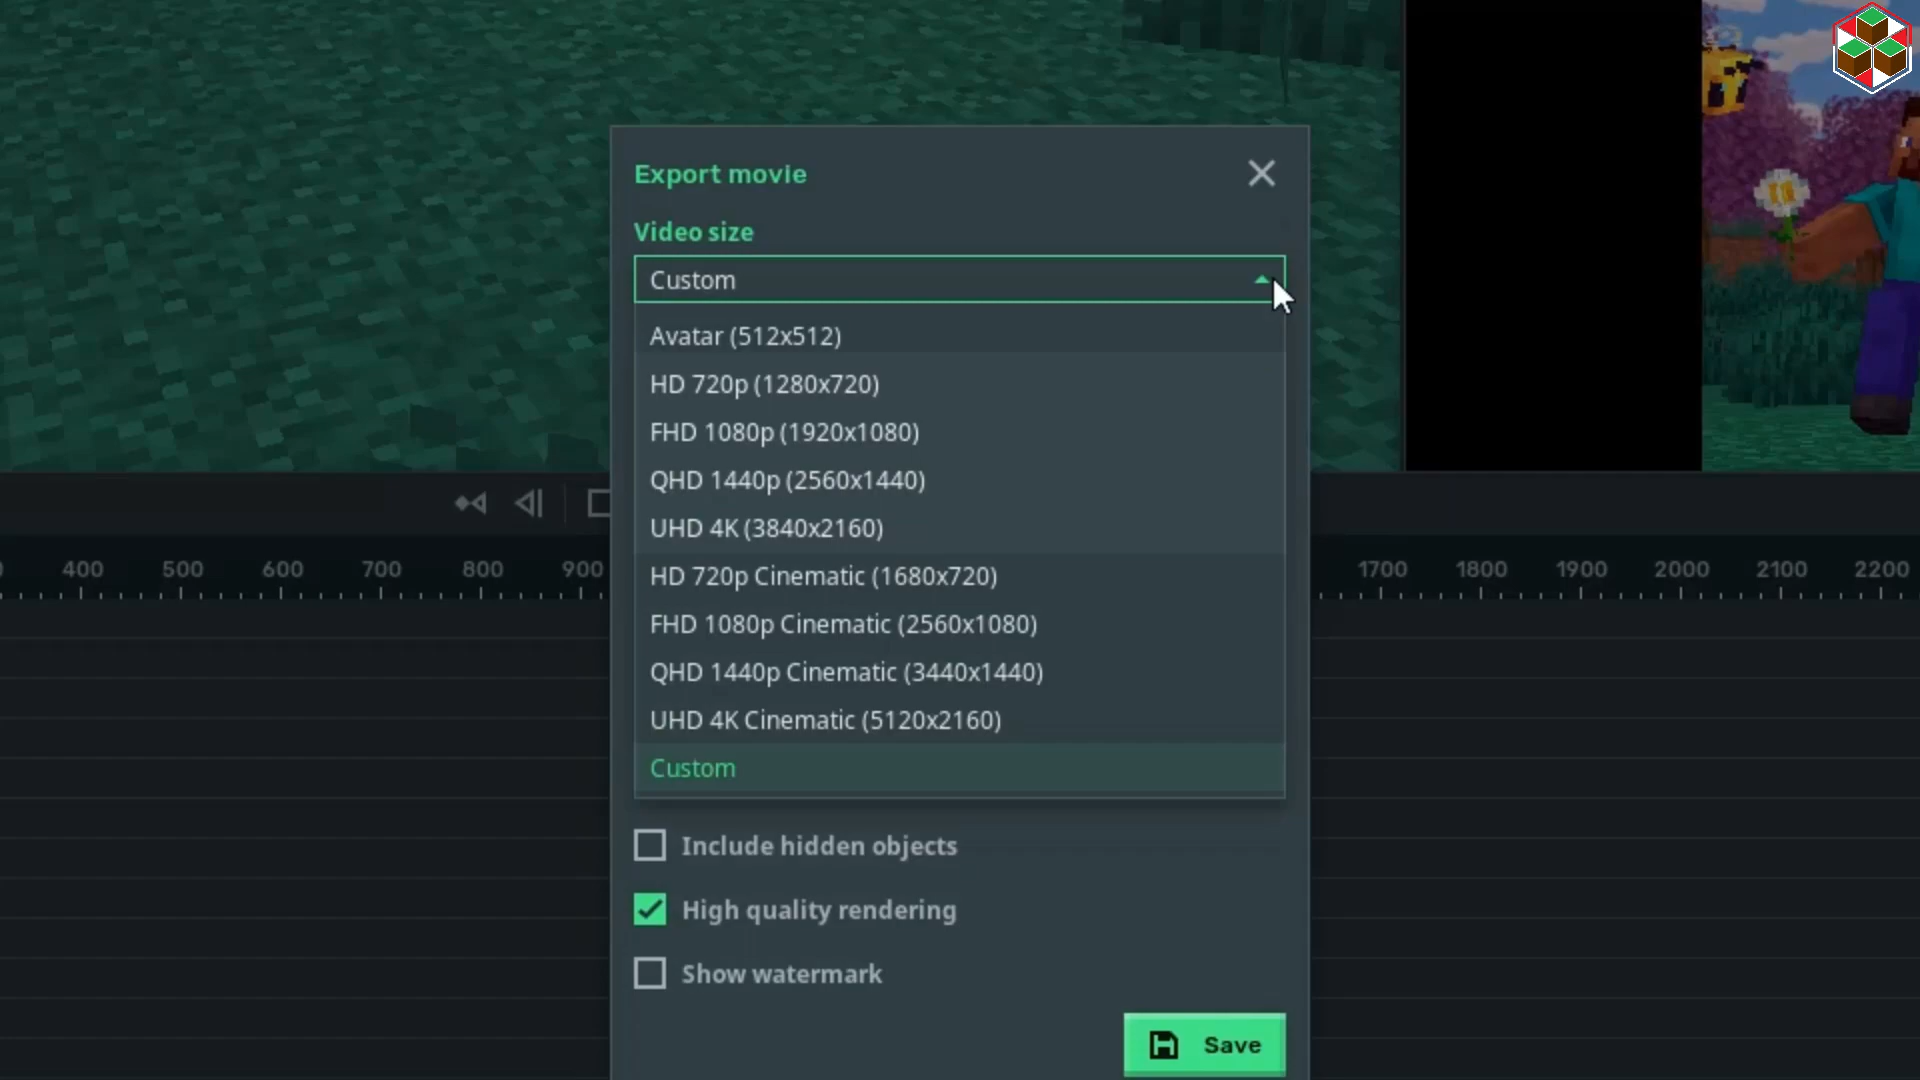 Export movie
Video size
Custom
Avatar (512x512)
HD 720p (1280x720)
FHD 1080p (1920x1080)
QHD 1440p (2560x1440)
UHD 4K (3840x2160)
HD 720p Cinematic (1680x720)
FHD 1080p Cinematic (2560x1080)
QHD 1440p Cinematic (3440x1440)
UHD 4K Cinematic (5120x2160)
Custom
400 500 600 700 800 900 1700 1800 1900 2000 2100 2200
Include hidden objects
High quality rendering
Show watermark
Save